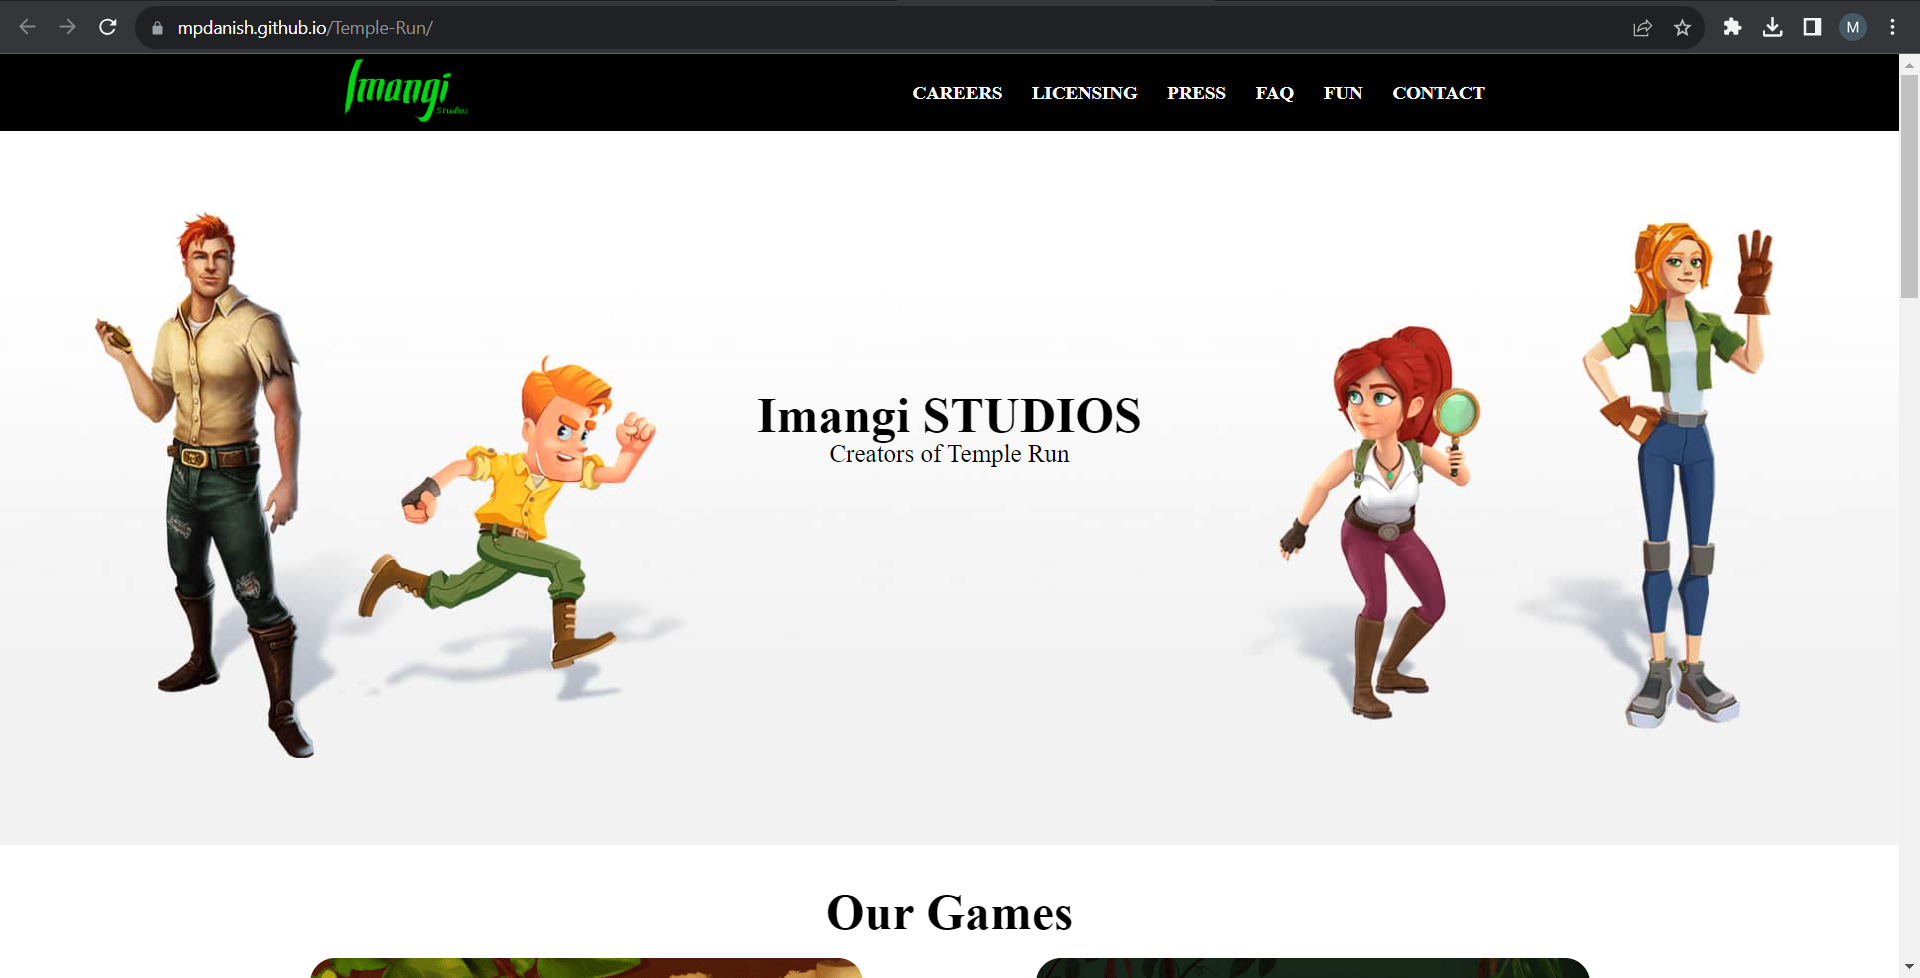 mpdanish.github.io/Temple-Run/
M
Imangi
Studios
CAREERS LICENSING PRESS FAQ FUN CONTACT
Imangi STUDIOS
Creators of Temple Run
Our Games